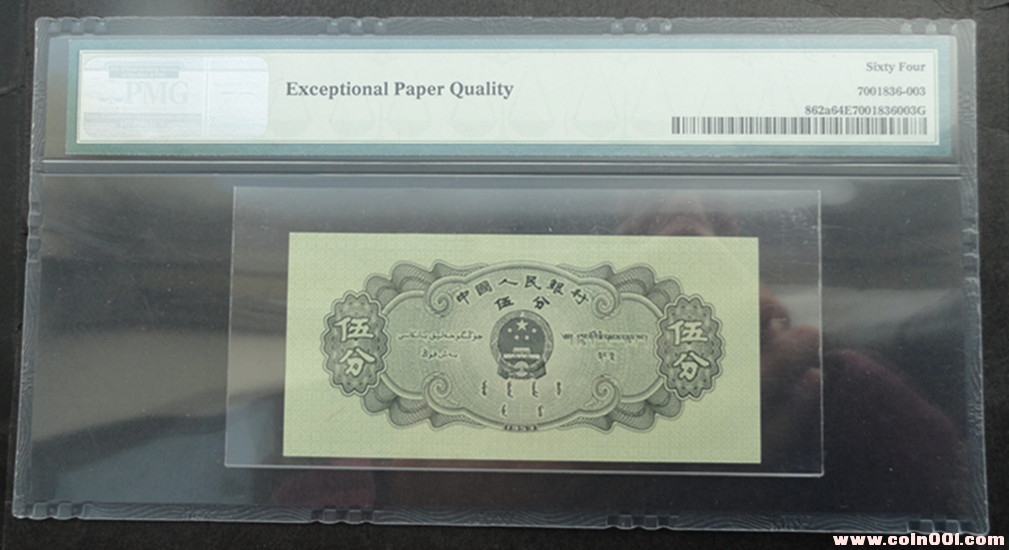 PMG
Exceptional Paper Quality
Sixty Four
7001836-003
862a64E7001836003G
中國人民銀行
伍分
伍分
伍分
1953
www.coin001.com